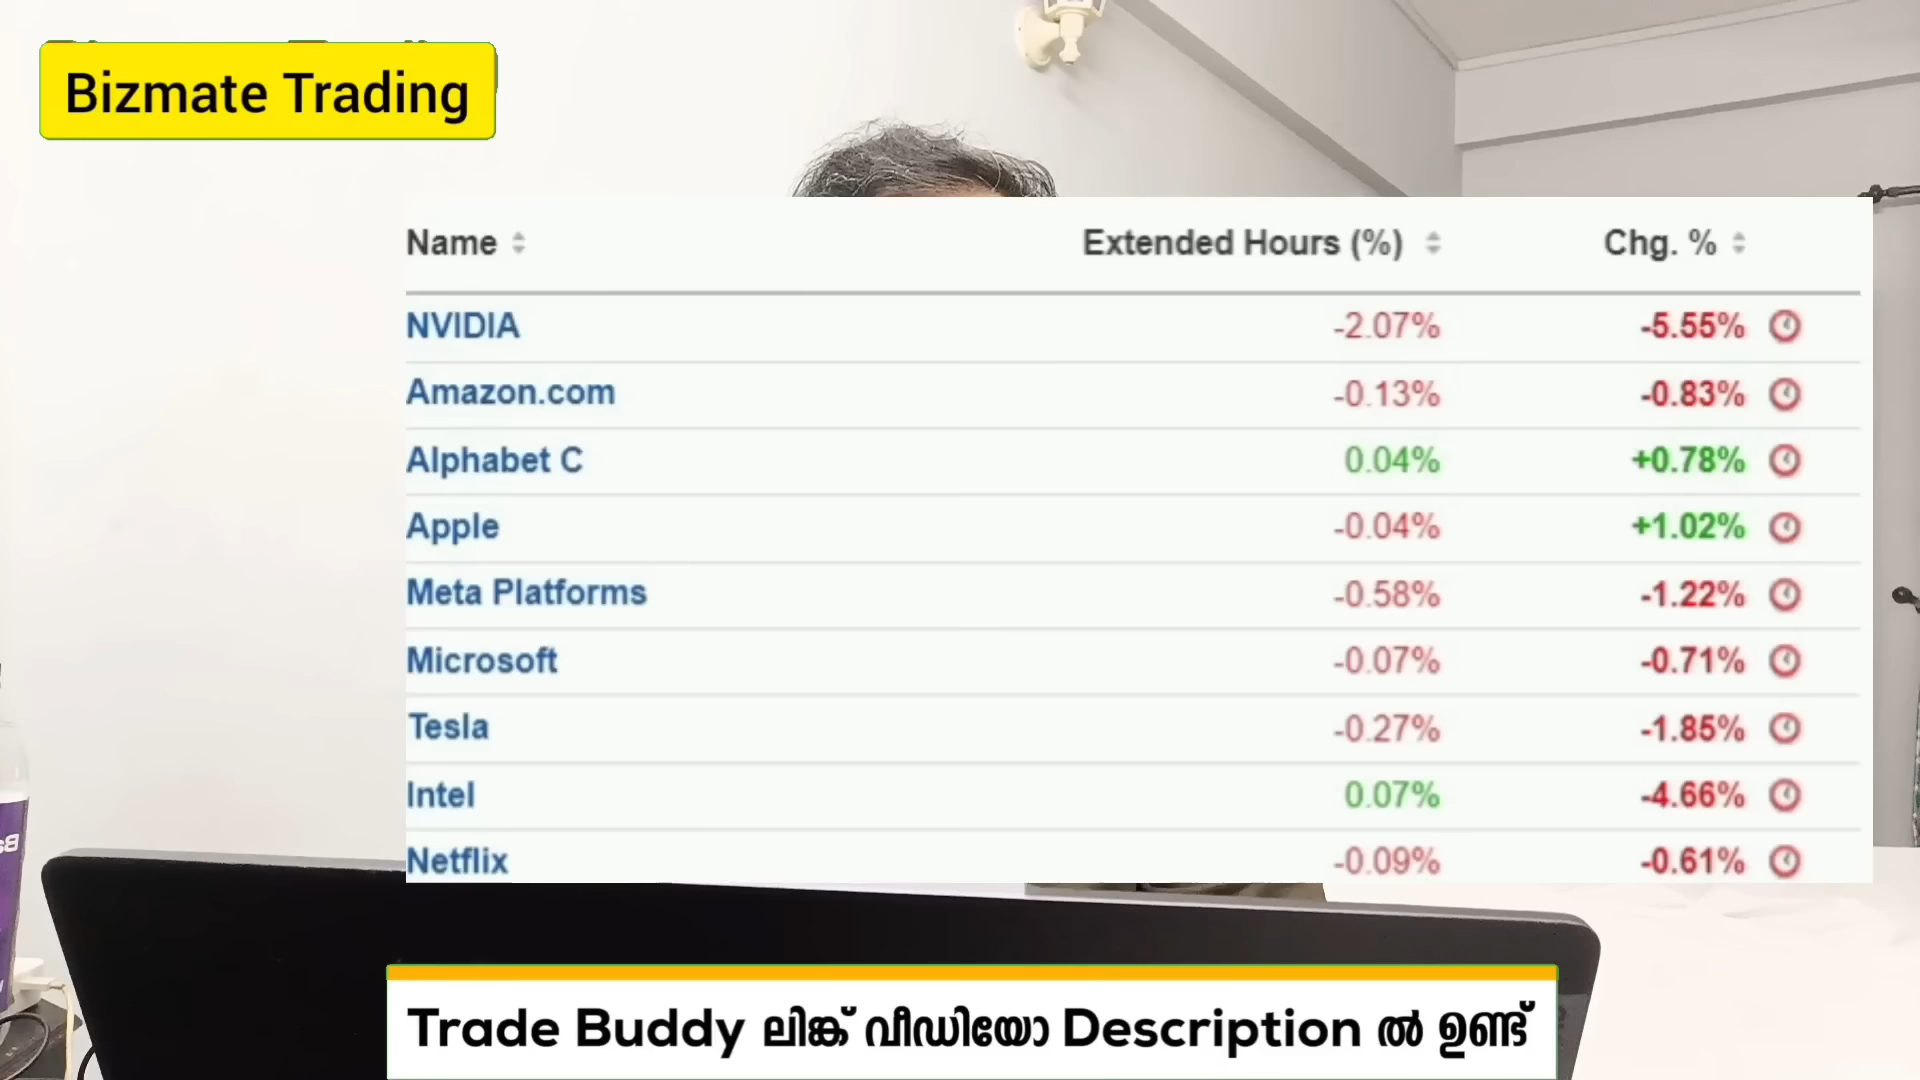 Bizmate Trading
Name Extended Hours (%) Chg. %
NVIDIA -2.07% -5.55%
Amazon.com -0.13% -0.83%
Alphabet C 0.04% +0.78%
Apple -0.04% +1.02%
Meta Platforms -0.58% -1.22%
Microsoft -0.07% -0.71%
Tesla -0.27% -1.85%
Intel 0.07% -4.66%
Netflix -0.09% -0.61%
Trade Buddy ലിങ്ക് വീഡിയോ Description ൽ ഉണ്ട്